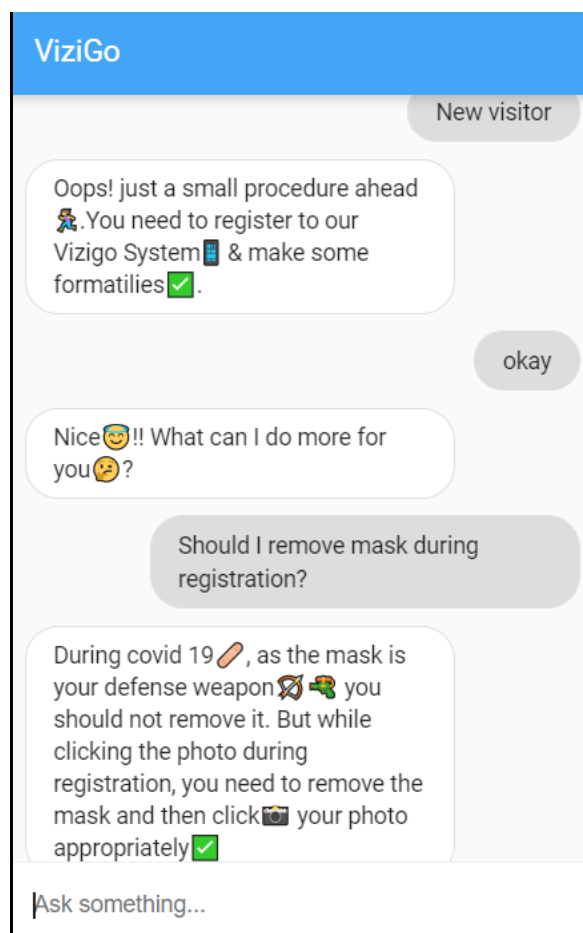 ViziGo
New visitor
Oops! just a small procedure ahead
🏃.You need to register to our
Vizigo System📱 & make some
formatilies✅.
okay
Nice😇!! What can I do more for
you🤔?
Should I remove mask during
registration?
During covid 19🩹, as the mask is
your defense weapon🏹🔫 you
should not remove it. But while
clicking the photo during
registration, you need to remove the
mask and then click📷 your photo
appropriately✅
Ask something...